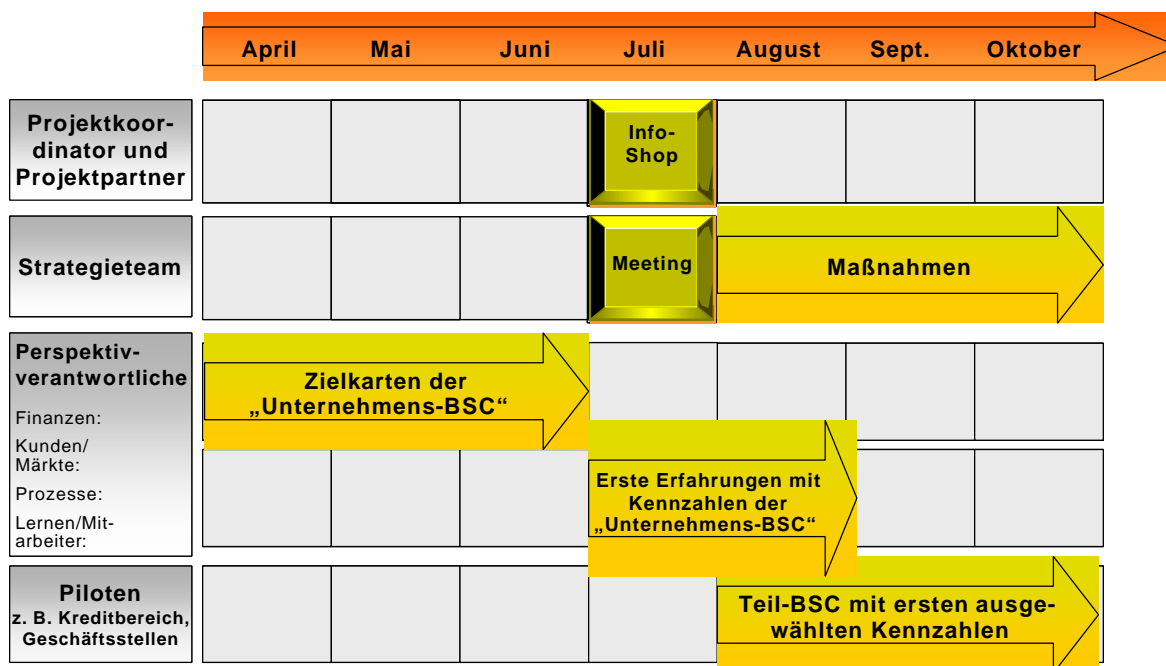 April Mai Juni Juli August Sept. Oktober
Projektkoor-
dinator und
Projektpartner
Info-
Shop
Strategieteam
Meeting
Maßnahmen
Perspektiv-
verantwortliche
Finanzen:
Kunden/
Märkte:
Prozesse:
Lernen/Mit-
arbeiter:
Zielkarten der
„Unternehmens-BSC“
Erste Erfahrungen mit
Kennzahlen der
„Unternehmens-BSC“
Piloten
z. B. Kreditbereich,
Geschäftsstellen
Teil-BSC mit ersten ausge-
wählten Kennzahlen